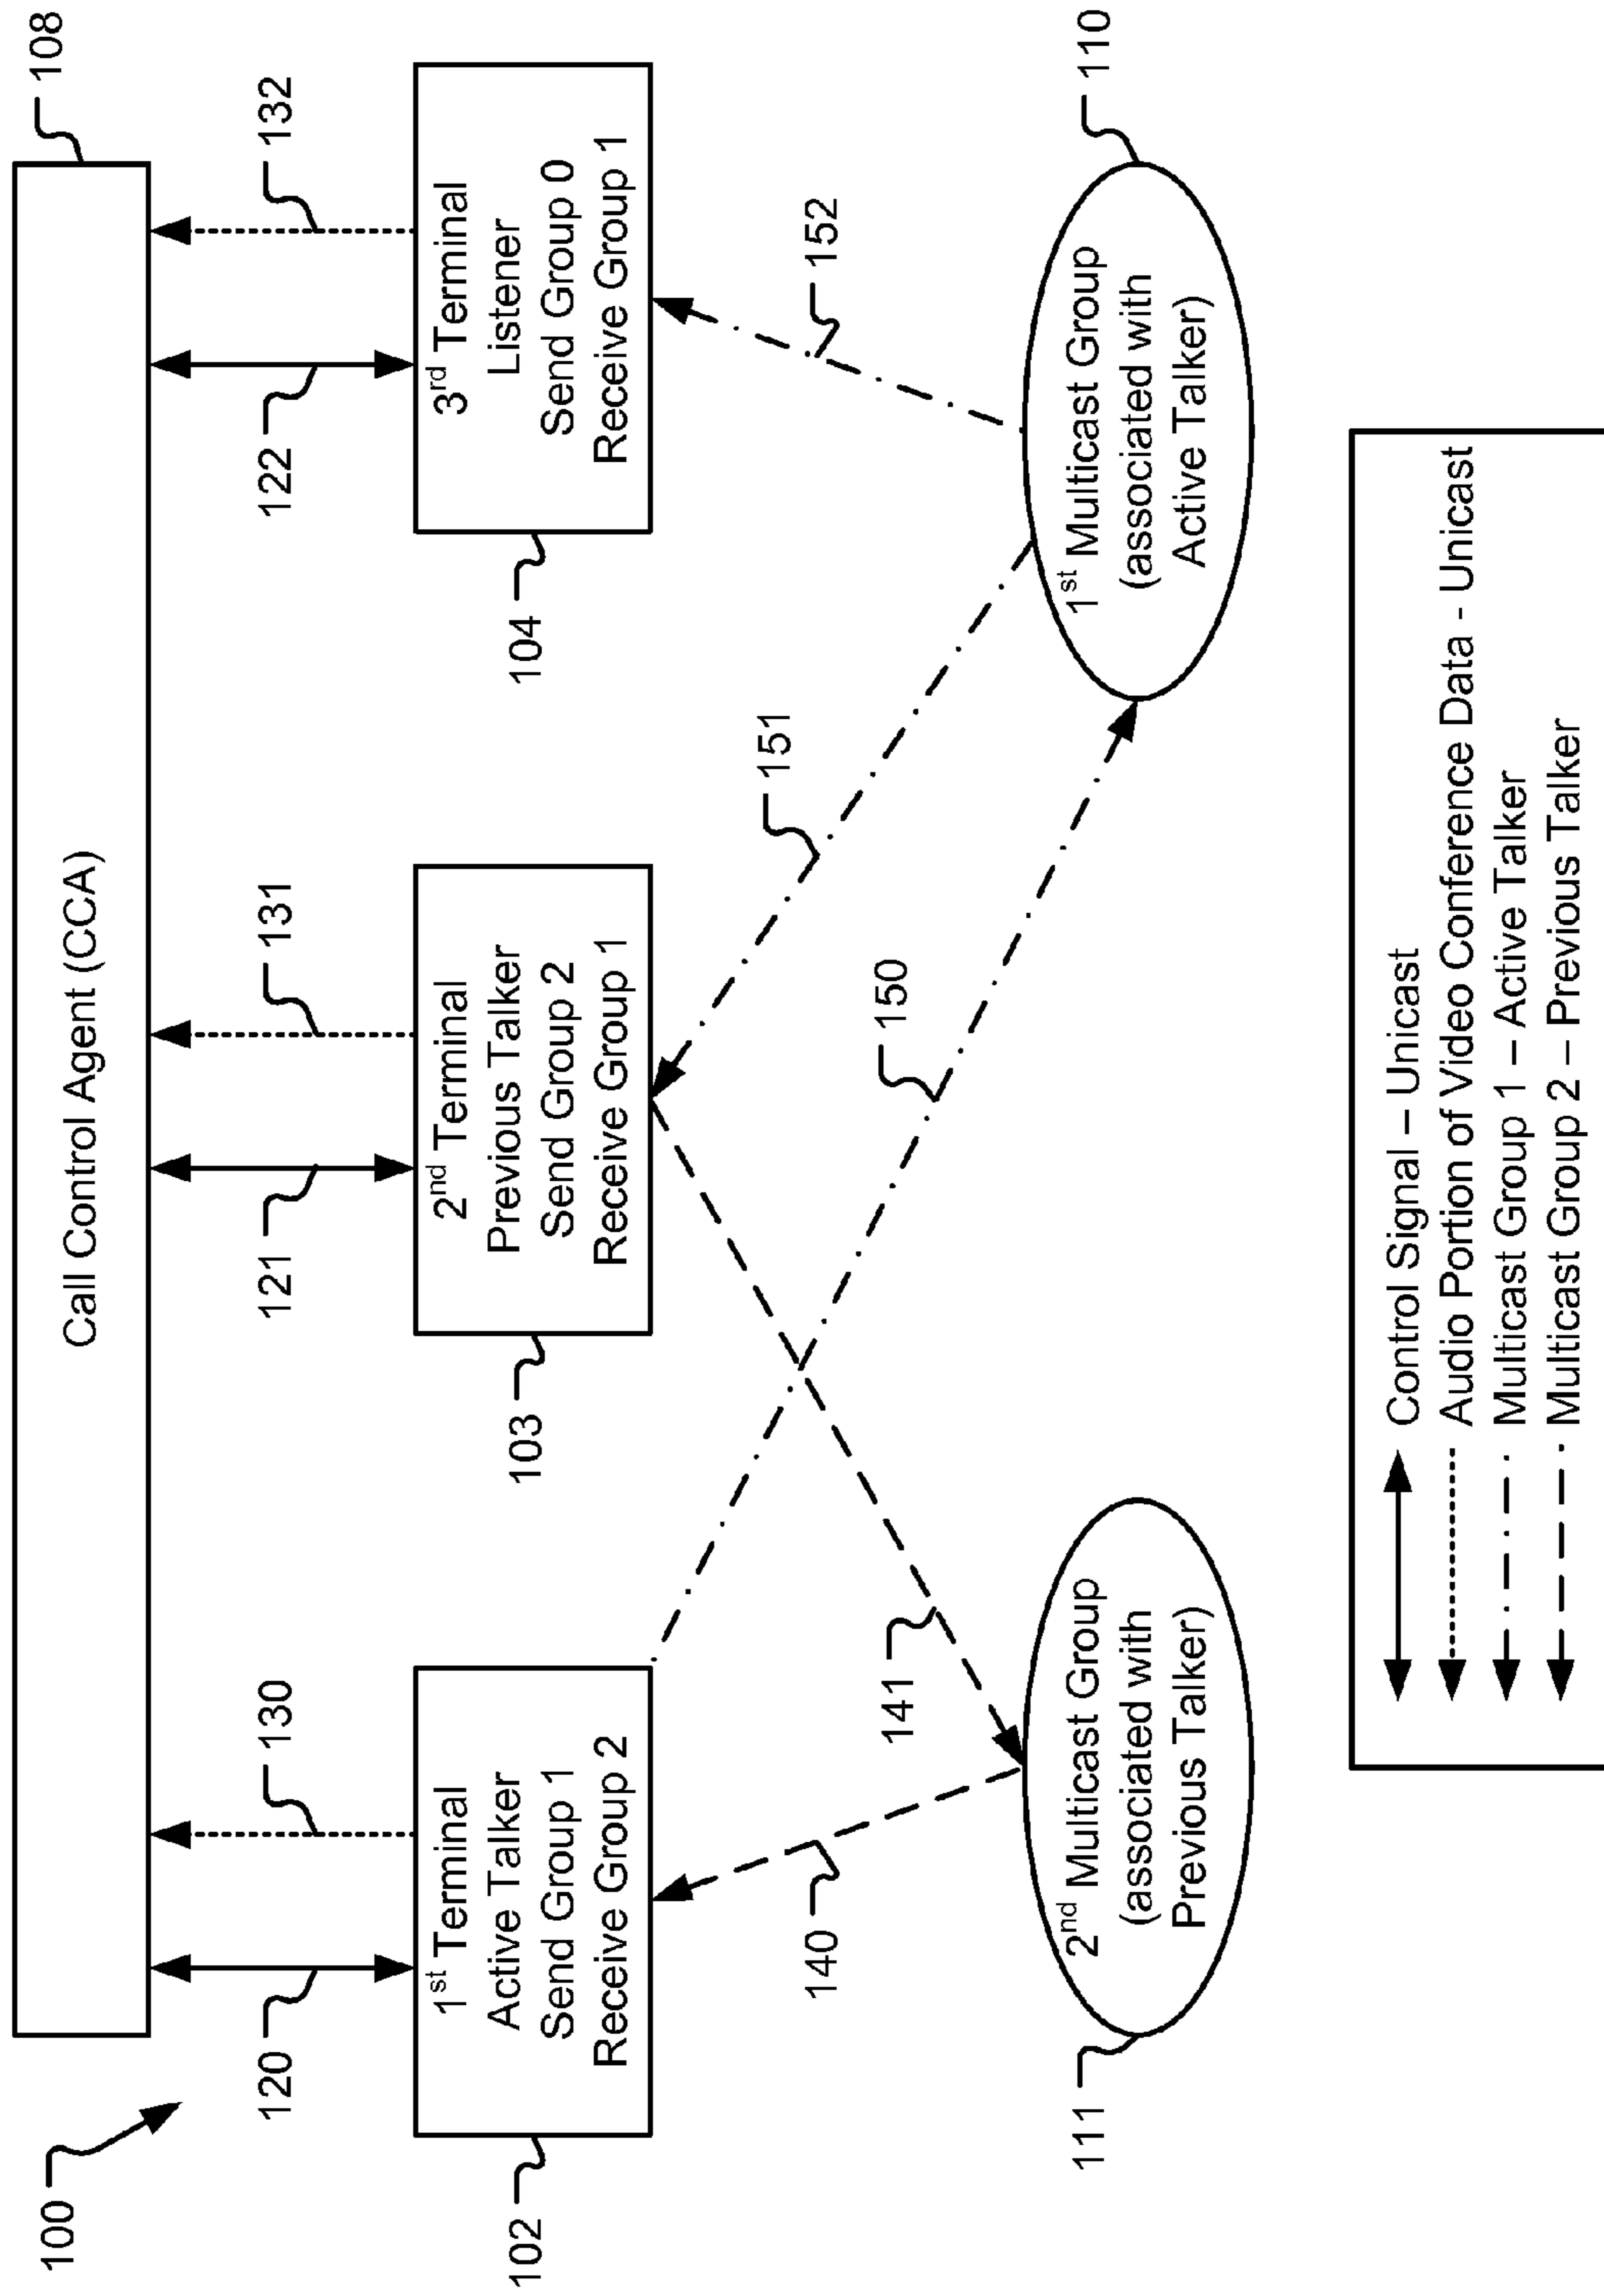 100
Call Control Agent (CCA)
108
120
130
121
131
122
132
1st Terminal
Active Talker
Send Group 1
Receive Group 2
102
2nd Terminal
Previous Talker
Send Group 2
Receive Group 1
103
3rd Terminal
Listener
Send Group 0
Receive Group 1
104
140
141
150
151
152
2nd Multicast Group
(associated with
Previous Talker)
111
1st Multicast Group
(associated with
Active Talker)
110
Control Signal – Unicast
Audio Portion of Video Conference Data - Unicast
Multicast Group 1 – Active Talker
Multicast Group 2 – Previous Talker